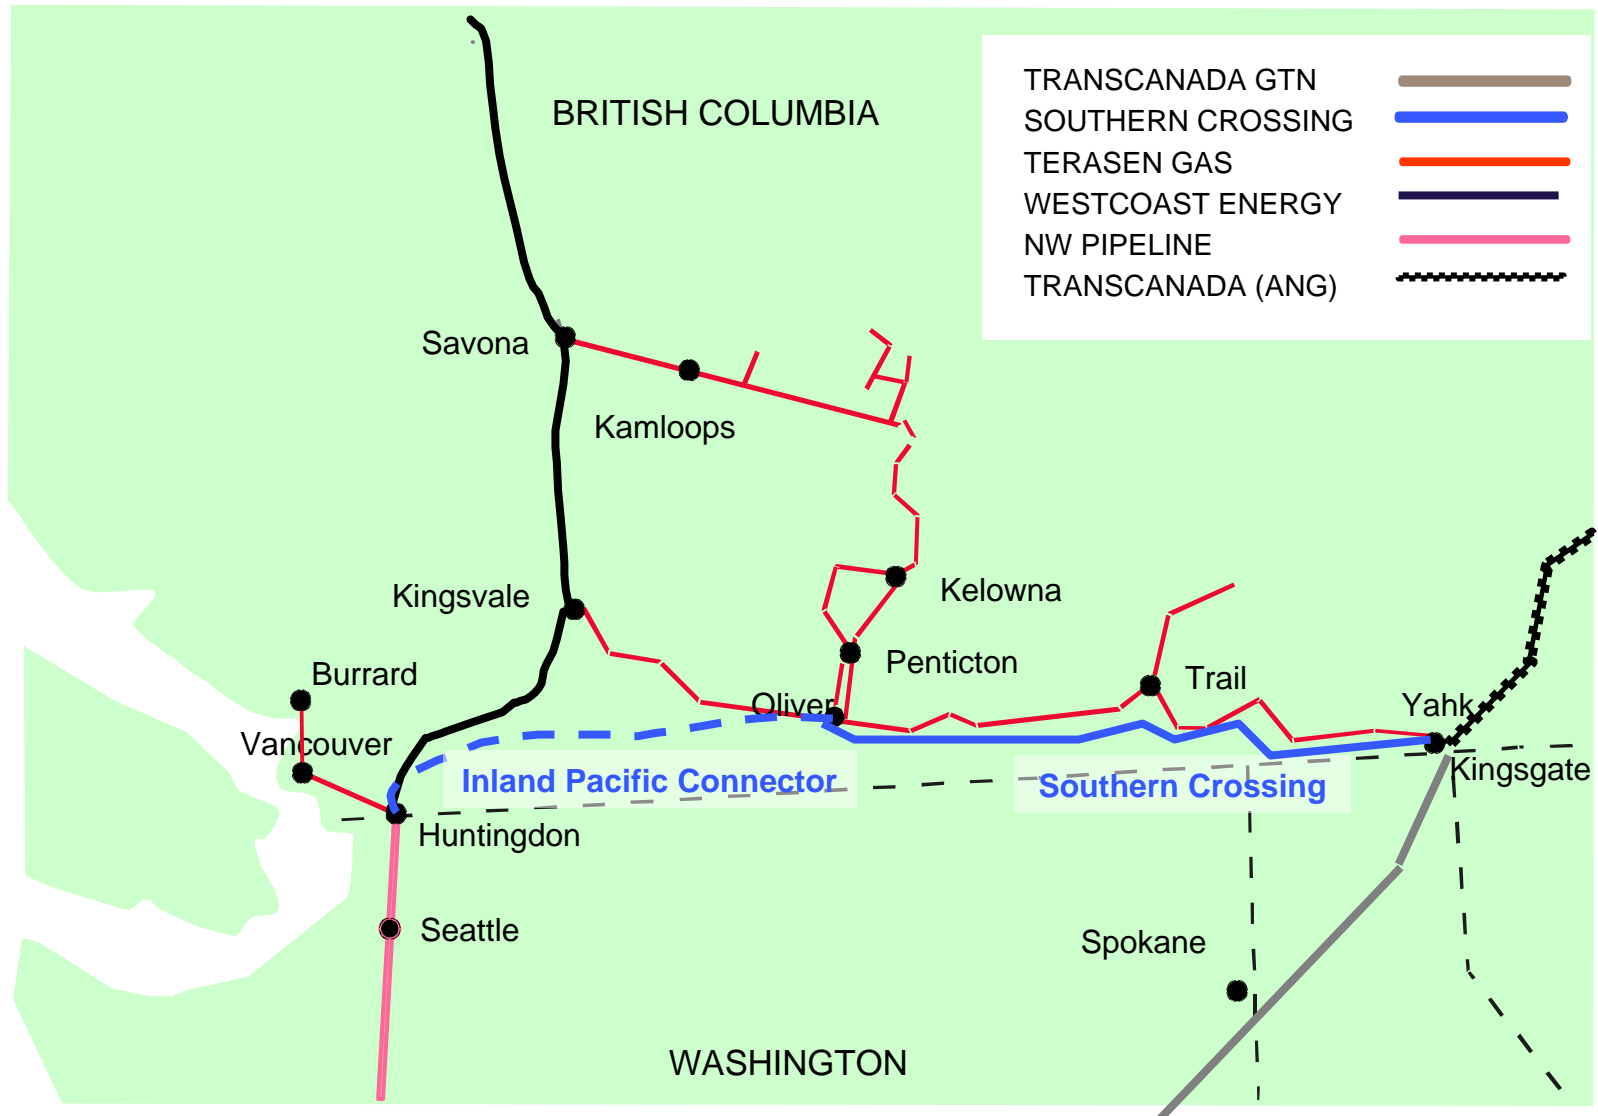 BRITISH COLUMBIA
TRANSCANADA GTN
SOUTHERN CROSSING
TERASEN GAS
WESTCOAST ENERGY
NW PIPELINE
TRANSCANADA (ANG)
Savona
Kamloops
Kingsvale
Kelowna
Burrard
Penticton
Trail
Oliver
Yahk
Vancouver
Inland Pacific Connector
Southern Crossing
Kingsgate
Huntingdon
Seattle
Spokane
WASHINGTON